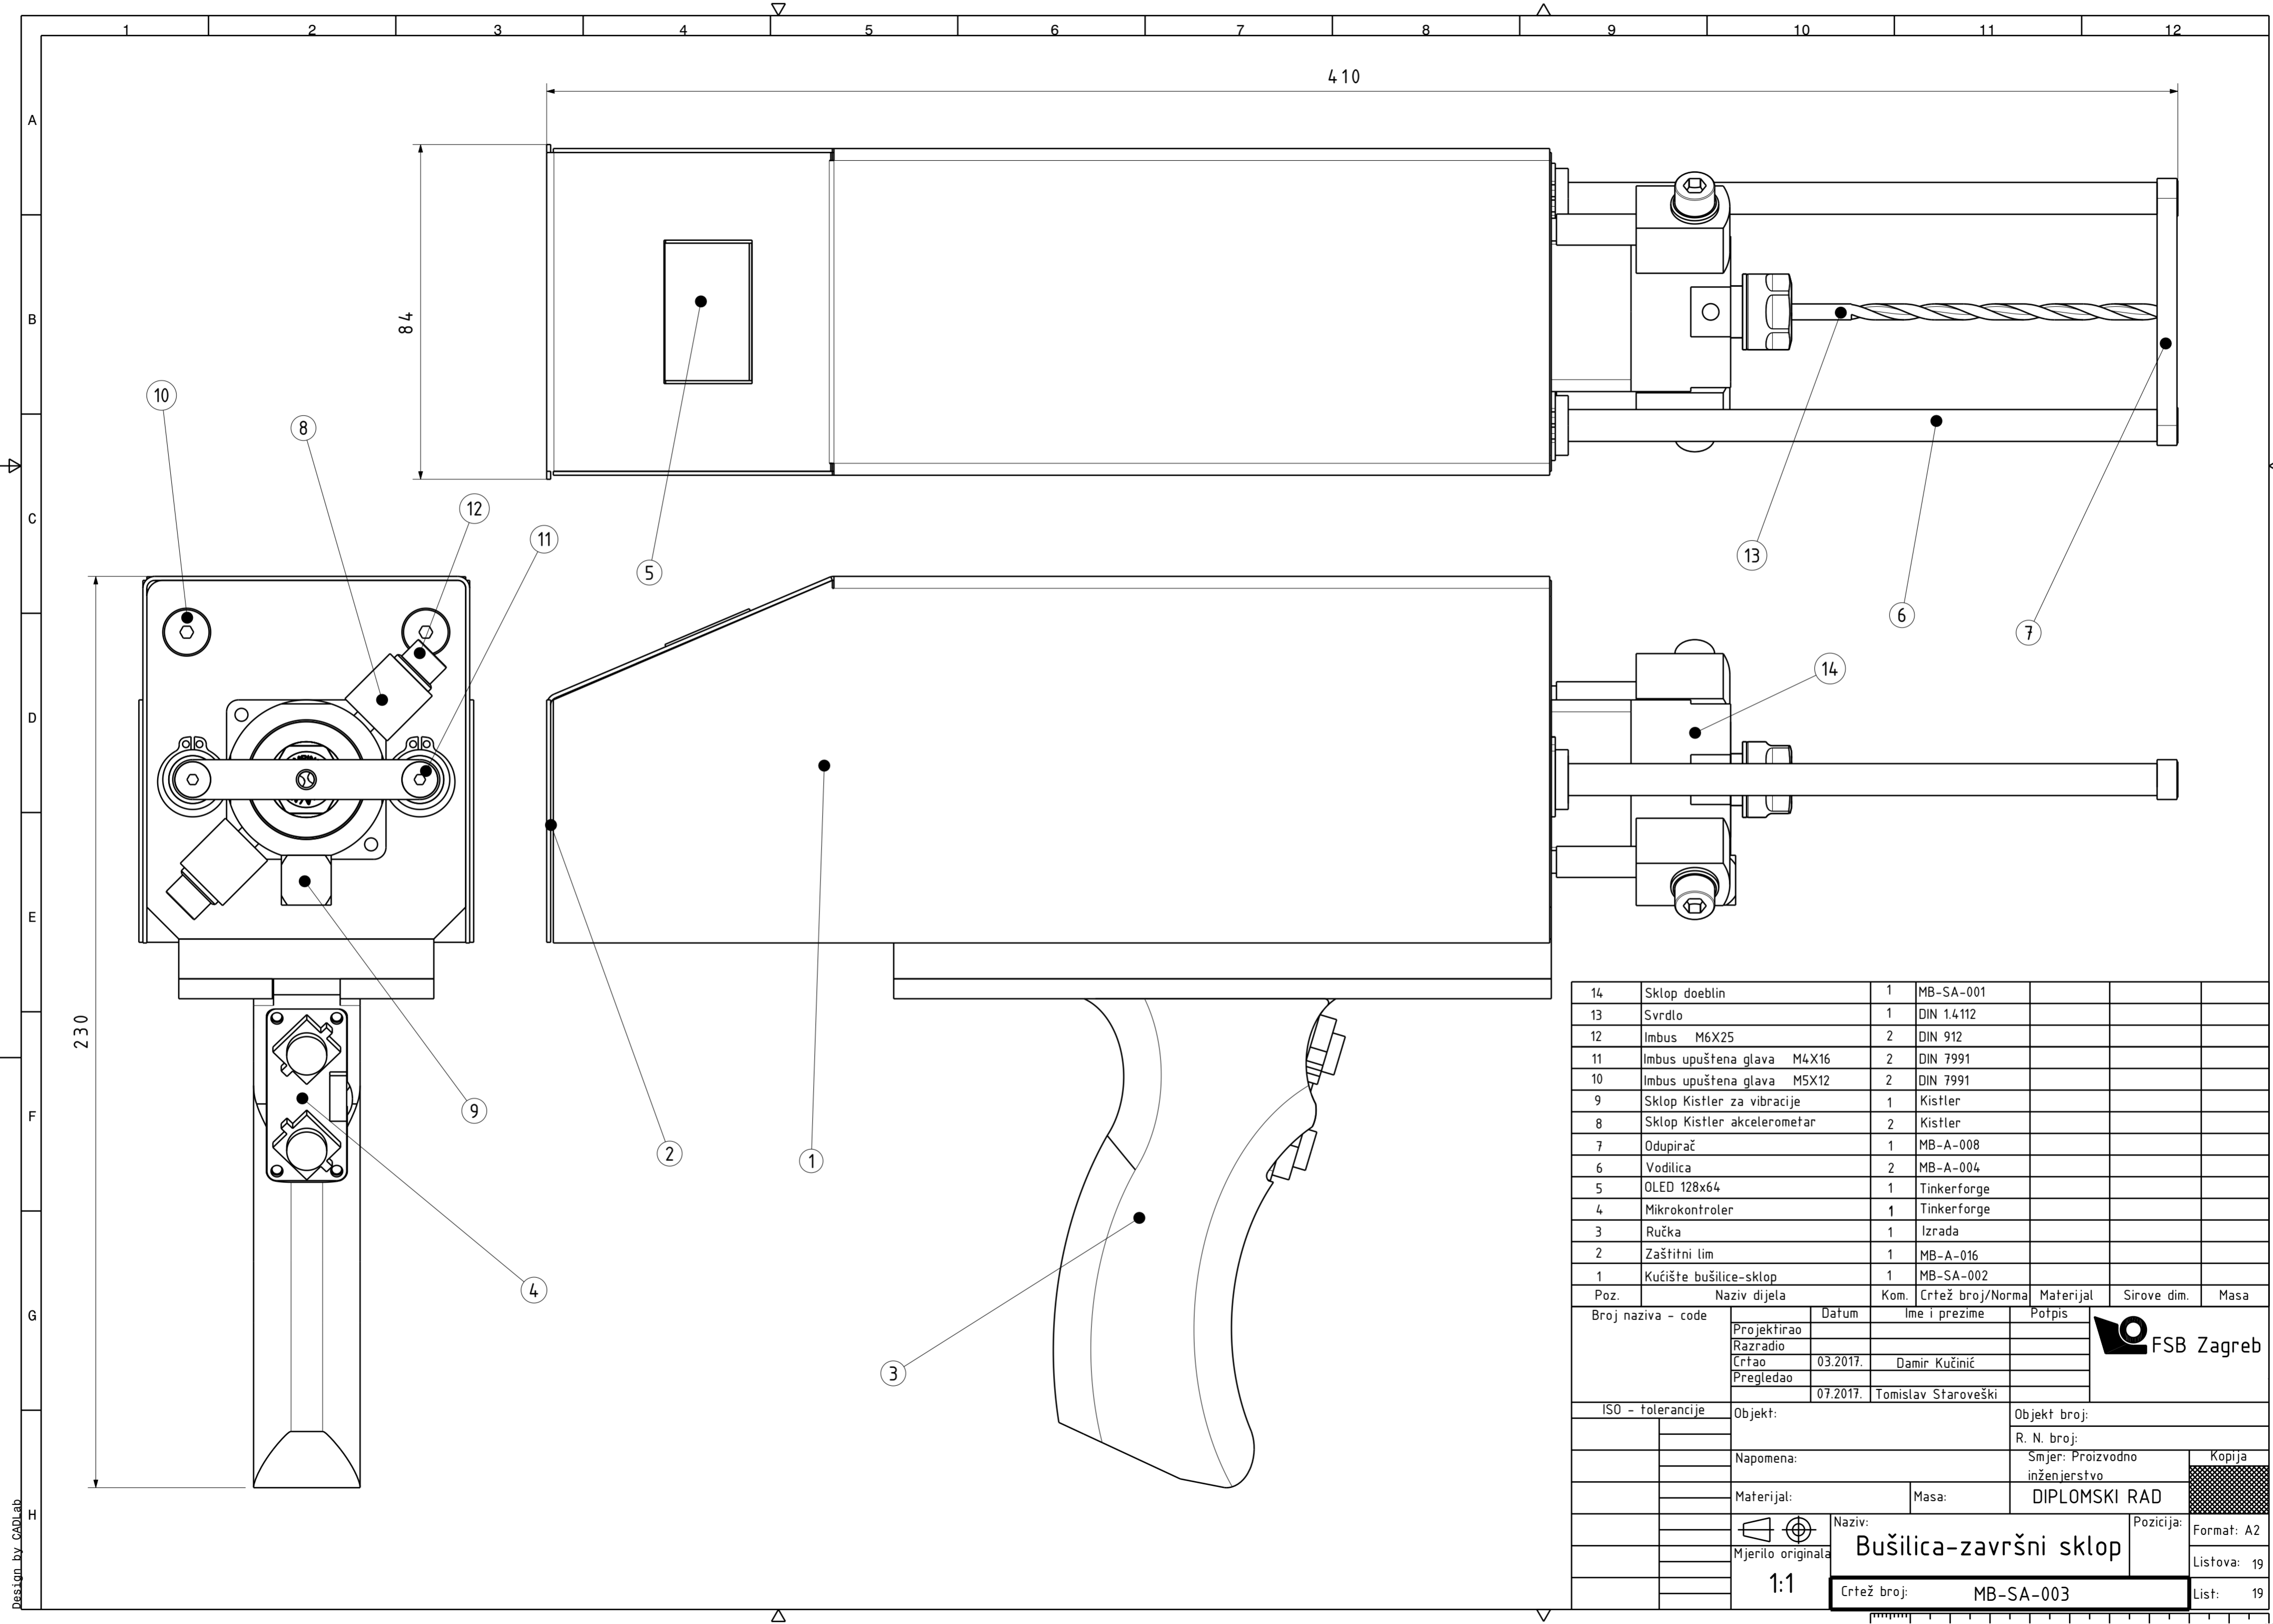 1 2 3 4 5 6 7 8 9 10 11 12
A
B
C
D
E
F
G
H
410
84
230
10
8
12
11
5
13
6
7
14
9
2
1
4
3
14 Sklop doeblin 1 MB-SA-001
13 Svrdlo 1 DIN 1.4112
12 Imbus M6X25 2 DIN 912
11 Imbus upuštena glava M4X16 2 DIN 7991
10 Imbus upuštena glava M5X12 2 DIN 7991
9 Sklop Kistler za vibracije 1 Kistler
8 Sklop Kistler akcelerometar 2 Kistler
7 Odupirač 1 MB-A-008
6 Vodilica 2 MB-A-004
5 OLED 128x64 1 Tinkerforge
4 Mikrokontroler 1 Tinkerforge
3 Ručka 1 Izrada
2 Zaštitni lim 1 MB-A-016
1 Kućište bušilice-sklop 1 MB-SA-002
Poz. Naziv dijela Kom. Crtež broj/Norma Materijal Sirove dim. Masa
Broj naziva - code Datum Ime i prezime Potpis
Projektirao
Razradio
Crtao 03.2017. Damir Kučinić
Pregledao
07.2017. Tomislav Staroveški
FSB Zagreb
ISO - tolerancije
Objekt: Objekt broj:
R. N. broj:
Napomena: Smjer: Proizvodno
inženjerstvo
Kopija
Materijal: Masa: DIPLOMSKI RAD
Naziv: Bušilica-završni sklop
Pozicija:
Format: A2
Mjerilo originala
1:1
Listova: 19
Crtež broj: MB-SA-003
List: 19
Design by CADLab